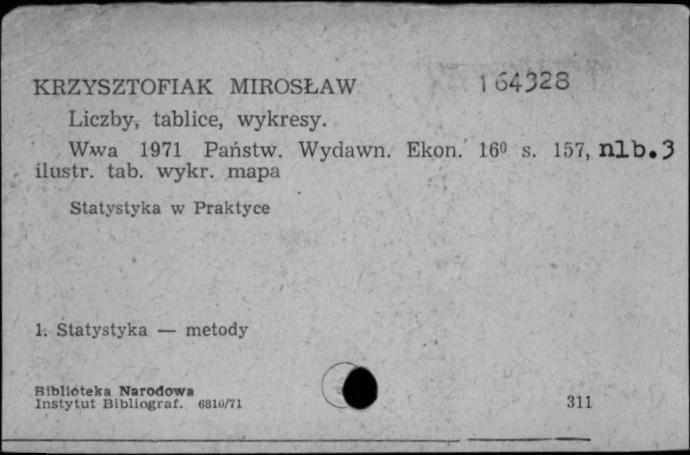 KRZYSZTOFIAK MIROSŁAW 164328
Liczby, tablice, wykresy.
Wwa 1971 Państw. Wydawn. Ekon. 16⁰ s. 157, nlb.3
ilustr. tab. wykr. mapa
Statystyka w Praktyce
1. Statystyka — metody
Biblioteka Narodowa
Instytut Bibliograf. 6810/71 311